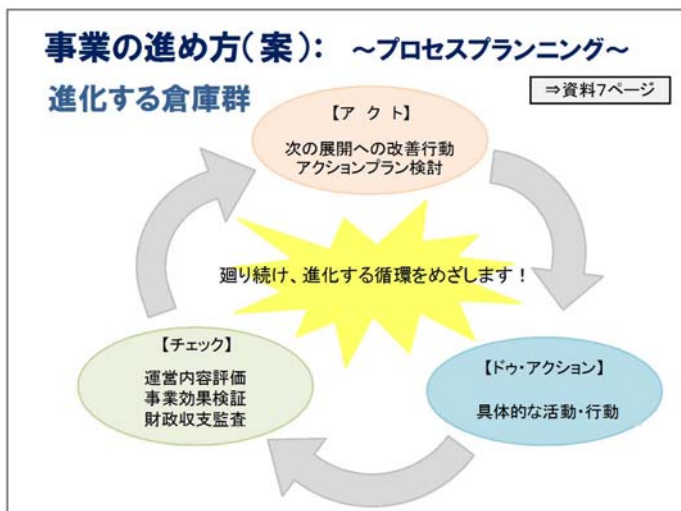 事業の進め方(案): ～プロセスプランニング～
進化する倉庫群
⇒資料7ページ
【ア ク ト】
次の展開への改善行動
アクションプラン検討
廻り続け、進化する循環をめざします！
【チェック】
運営内容評価
事業効果検証
財政収支監査
【ドゥ・アクション】
具体的な活動・行動